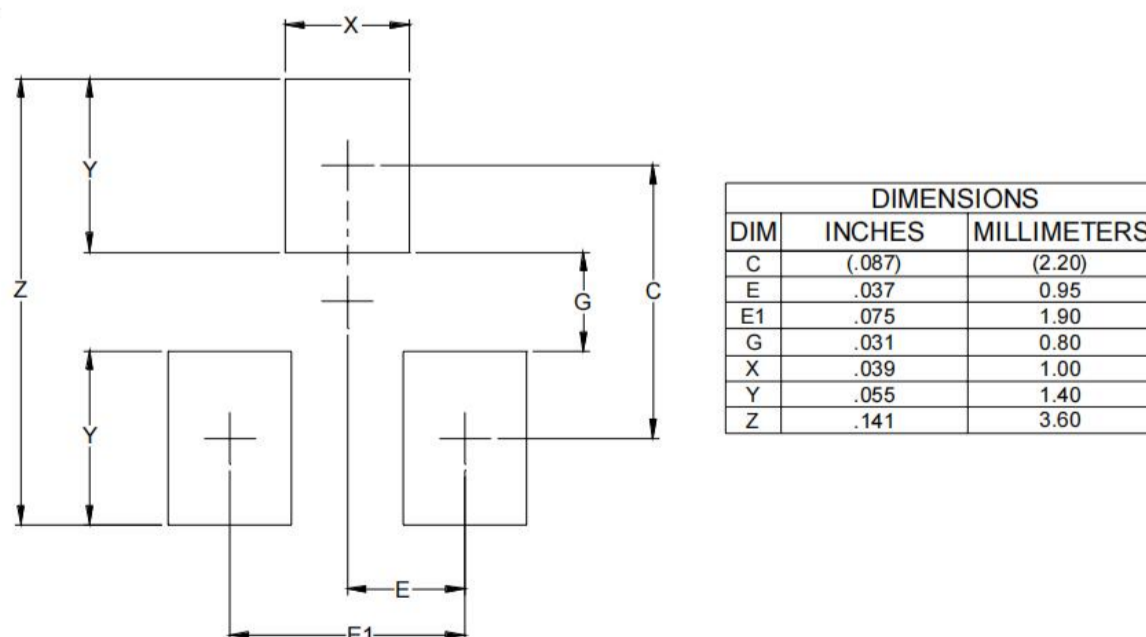 X
Y
Z
G
C
Y
E
E1
DIMENSIONS
DIM INCHES MILLIMETERS
C (.087) (2.20)
E .037 0.95
E1 .075 1.90
G .031 0.80
X .039 1.00
Y .055 1.40
Z .141 3.60